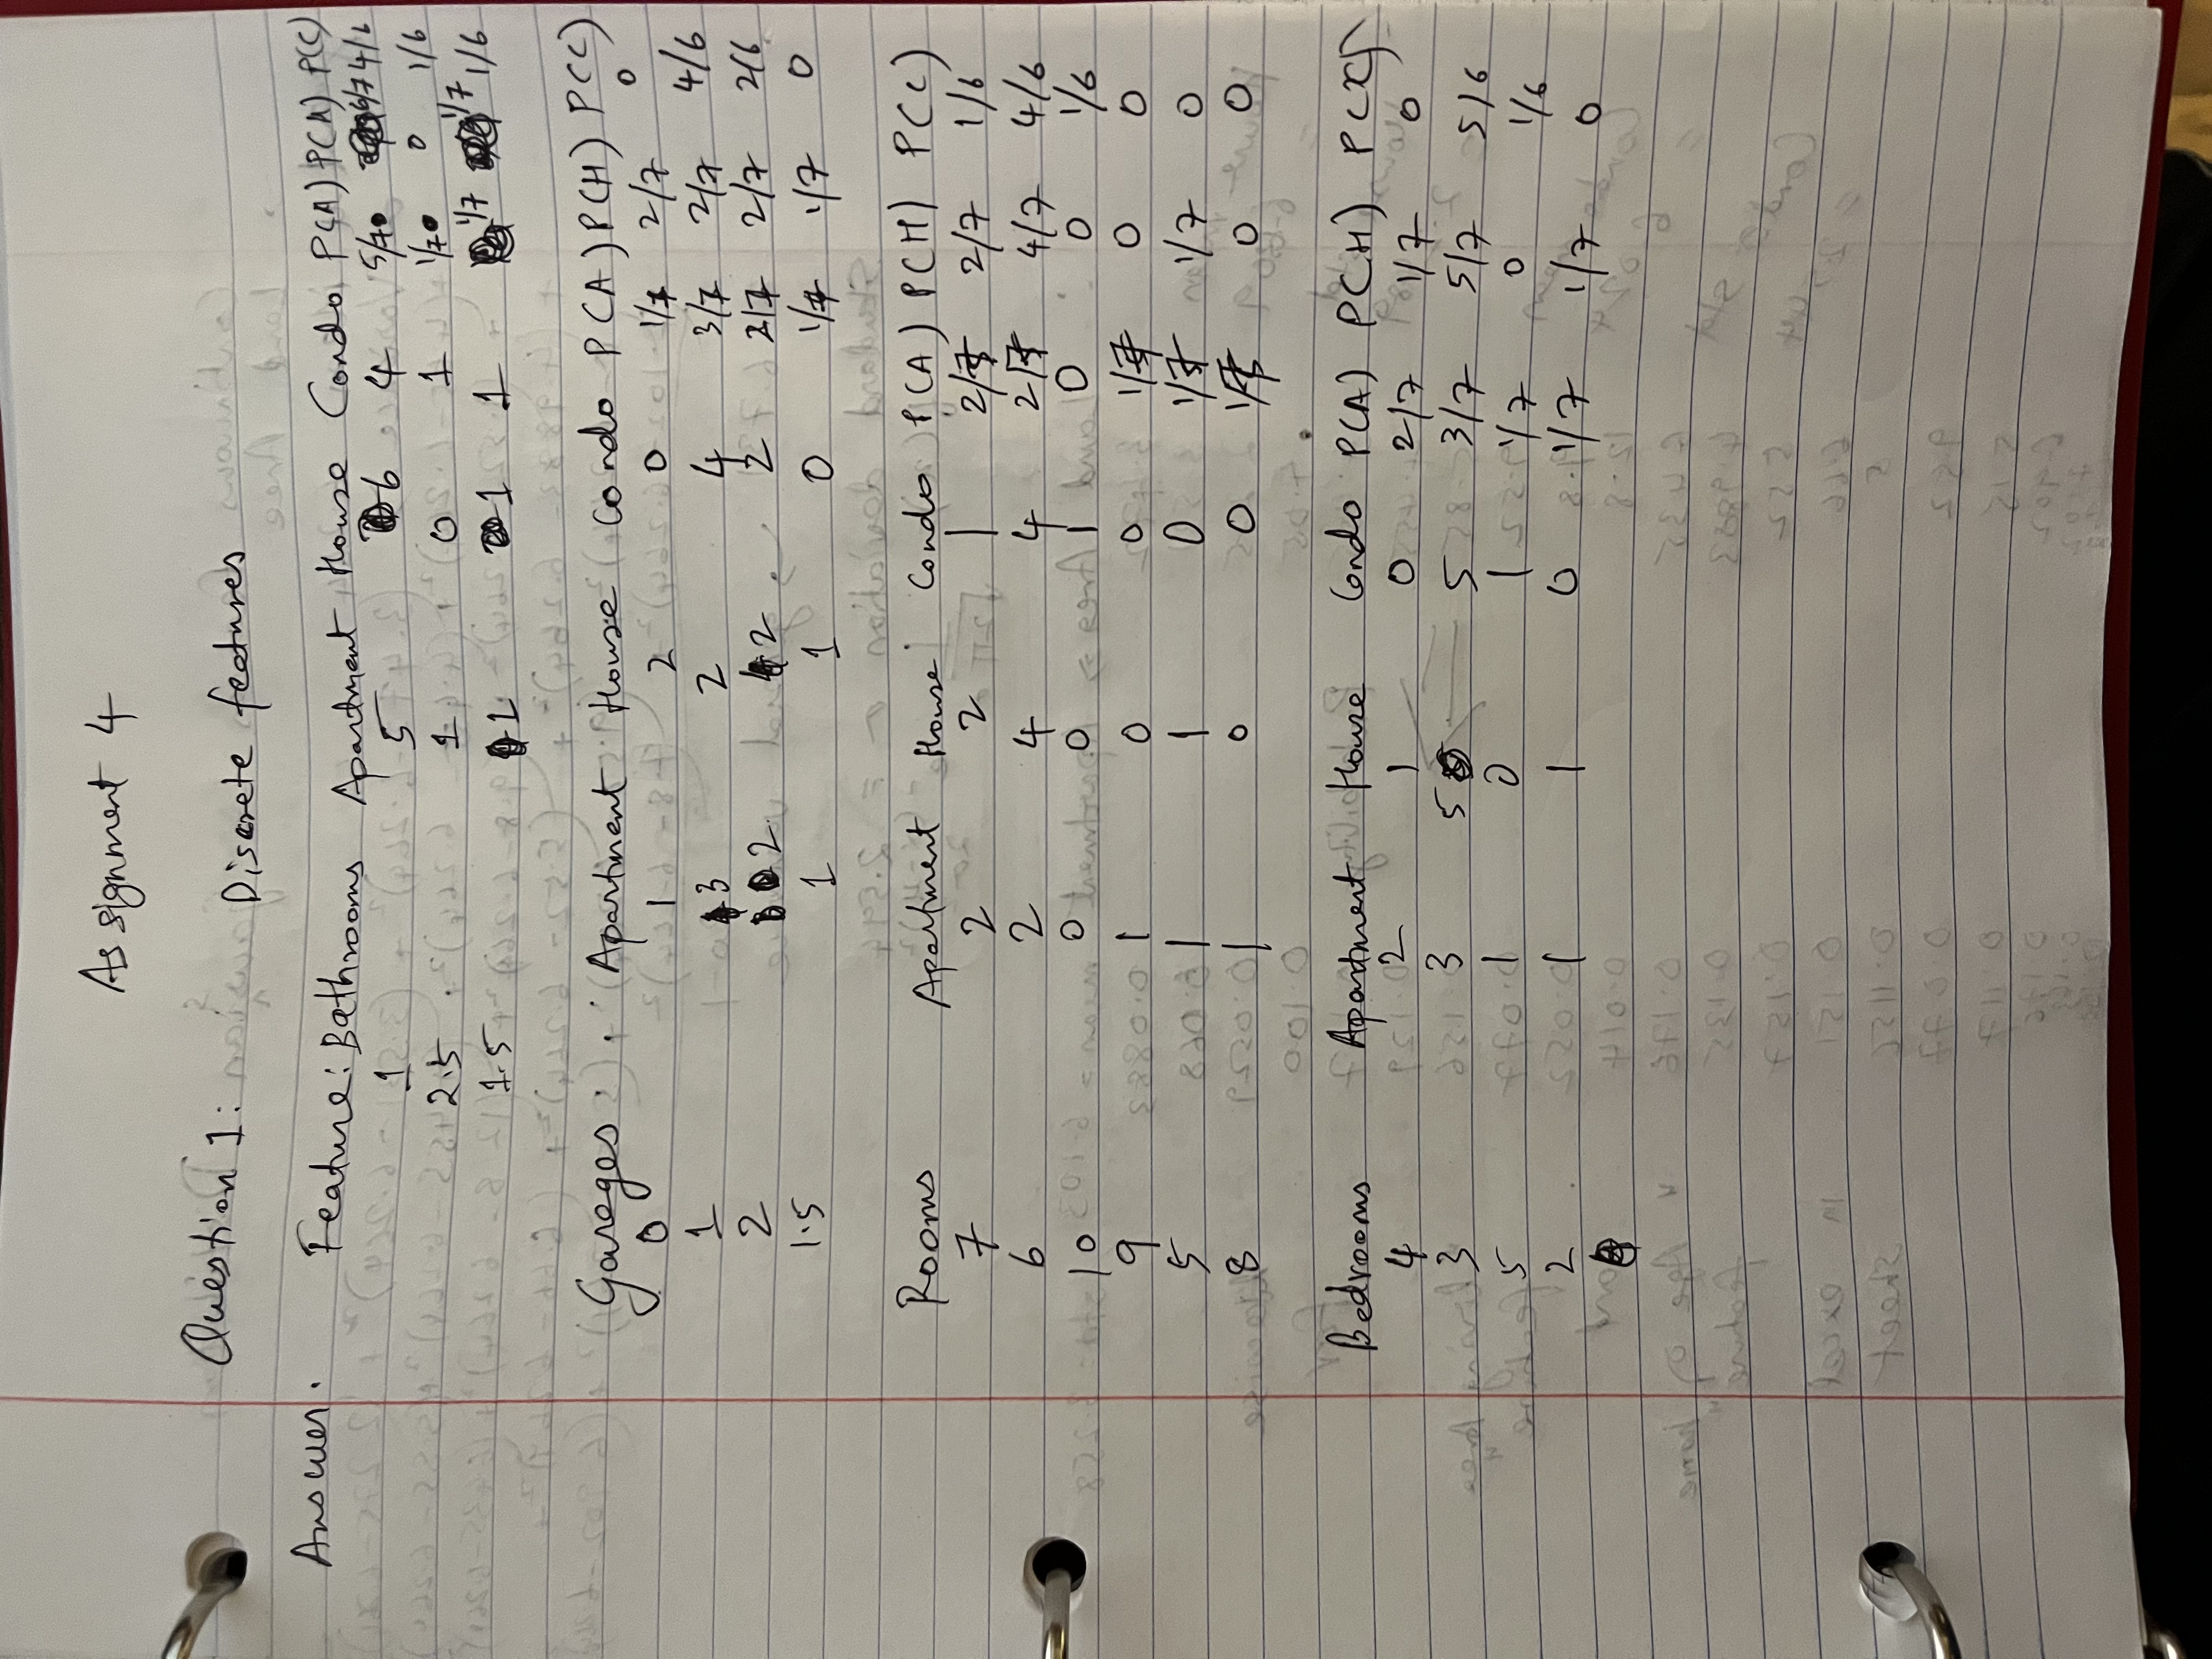 Assignment 4
Question 1:
Discrete features
Answer.
Feature: Bathrooms Apartment House Condo P(A) P(A) P(C)
1 5 6 4 5/7 6/7 4/6
2.5 1 0 1 1/7 0 1/6
1.5 1 1 1 1/7 1/7 1/6
Gareges Apartment House Condo P(A) P(H) P(C)
0 1 2 0 1/7 2/7 0
1 3 2 4 3/7 2/7 4/6
2 2 2 2 2/7 2/7 2/6
1.5 1 1 0 1/7 1/7 0
Rooms Apartment House Condo P(A) P(H) P(C)
7 2 2 1 2/7 2/7 1/6
6 2 4 4 2/7 4/7 4/6
10 0 0 1 0 0 1/6
9 1 0 0 1/7 0 0
5 1 1 0 1/7 1/7 0
8 1 0 0 1/7 0 0
Bedrooms Apartment House Condo P(A) P(H)
4 2 1 0 2/7 1/7 0
3 3 5 5 3/7 5/7 5/6
5 1 0 1 1/7 0 1/6
2 1 1 0 1/7 1/7 0